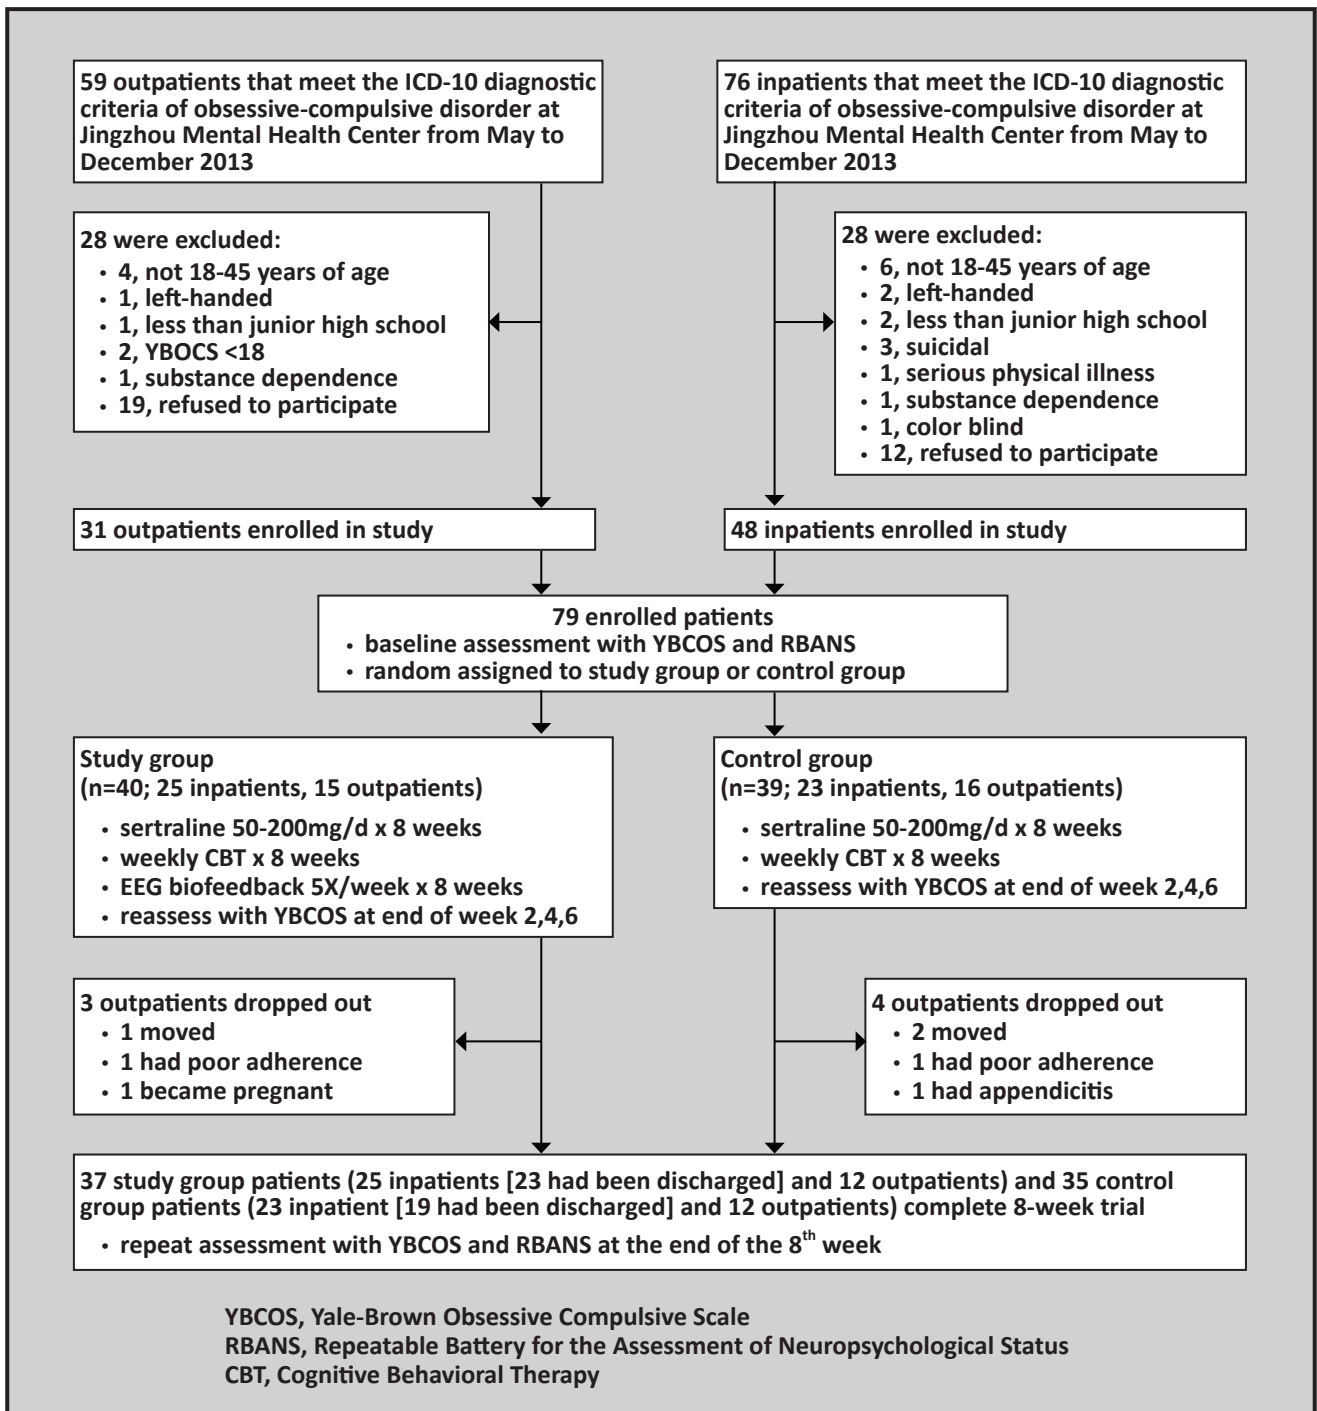 59 outpatients that meet the ICD-10 diagnostic
criteria of obsessive-compulsive disorder at
Jingzhou Mental Health Center from May to
December 2013
76 inpatients that meet the ICD-10 diagnostic
criteria of obsessive-compulsive disorder at
Jingzhou Mental Health Center from May to
December 2013
28 were excluded:
• 4, not 18-45 years of age
• 1, left-handed
• 1, less than junior high school
• 2, YBOCS <18
• 1, substance dependence
• 19, refused to participate
28 were excluded:
• 6, not 18-45 years of age
• 2, left-handed
• 2, less than junior high school
• 3, suicidal
• 1, serious physical illness
• 1, substance dependence
• 1, color blind
• 12, refused to participate
31 outpatients enrolled in study
48 inpatients enrolled in study
79 enrolled patients
• baseline assessment with YBCOS and RBANS
• random assigned to study group or control group
Study group
(n=40; 25 inpatients, 15 outpatients)
• sertraline 50-200mg/d x 8 weeks
• weekly CBT x 8 weeks
• EEG biofeedback 5X/week x 8 weeks
• reassess with YBCOS at end of week 2,4,6
Control group
(n=39; 23 inpatients, 16 outpatients)
• sertraline 50-200mg/d x 8 weeks
• weekly CBT x 8 weeks
• reassess with YBCOS at end of week 2,4,6
3 outpatients dropped out
• 1 moved
• 1 had poor adherence
• 1 became pregnant
4 outpatients dropped out
• 2 moved
• 1 had poor adherence
• 1 had appendicitis
37 study group patients (25 inpatients [23 had been discharged] and 12 outpatients) and 35 control
group patients (23 inpatient [19 had been discharged] and 12 outpatients) complete 8-week trial
• repeat assessment with YBCOS and RBANS at the end of the 8th week
YBCOS, Yale-Brown Obsessive Compulsive Scale
RBANS, Repeatable Battery for the Assessment of Neuropsychological Status
CBT, Cognitive Behavioral Therapy